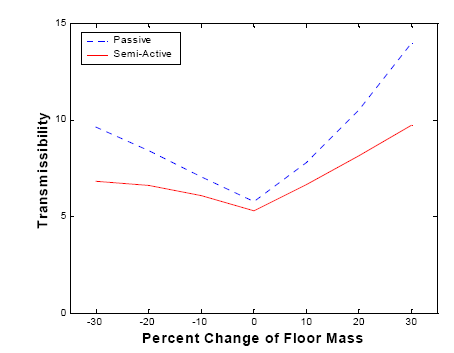 15
Passive
Semi-Active
10
5
0
Transmissibility
-30 -20 -10 0 10 20 30
Percent Change of Floor Mass